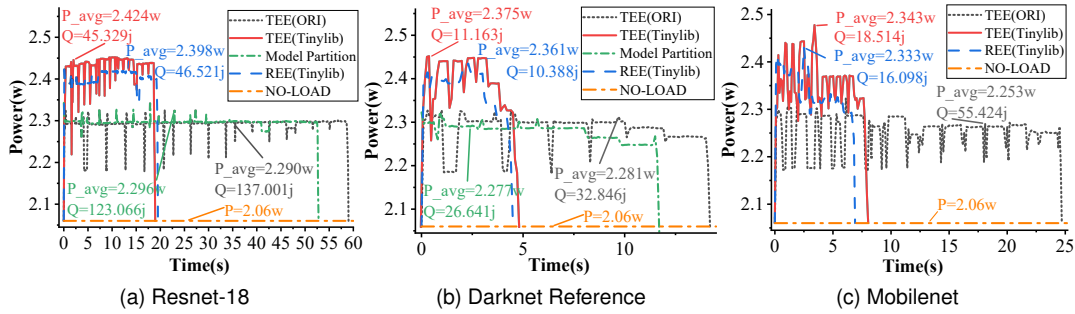 P_avg=2.424w
Q=45.329j
P_avg=2.398w
Q=46.521j
TEE(ORI)
TEE(Tinylib)
Model Partition
REE(Tinylib)
NO-LOAD
P_avg=2.290w
Q=137.001j
P_avg=2.296w
Q=123.066j
P=2.06w
Power(w)
2.5
2.4
2.3
2.2
2.1
0 5 10 15 20 25 30 35 40 45 50 55 60
Time(s)
(a) Resnet-18
P_avg=2.375w
Q=11.163j
P_avg=2.361w
Q=10.388j
TEE(ORI)
TEE(Tinylib)
Model Partition
REE(Tinylib)
NO-LOAD
P_avg=2.281w
Q=32.846j
P_avg=2.277w
Q=26.641j
P=2.06w
Power(w)
2.5
2.4
2.3
2.2
2.1
0 5 10
Time(s)
(b) Darknet Reference
P_avg=2.343w
Q=18.514j
P_avg=2.333w
Q=16.098j
TEE(ORI)
TEE(Tinylib)
REE(Tinylib)
NO-LOAD
P_avg=2.253w
Q=55.424j
P=2.06w
Power(w)
2.5
2.4
2.3
2.2
2.1
0 5 10 15 20 25
Time(s)
(c) Mobilenet